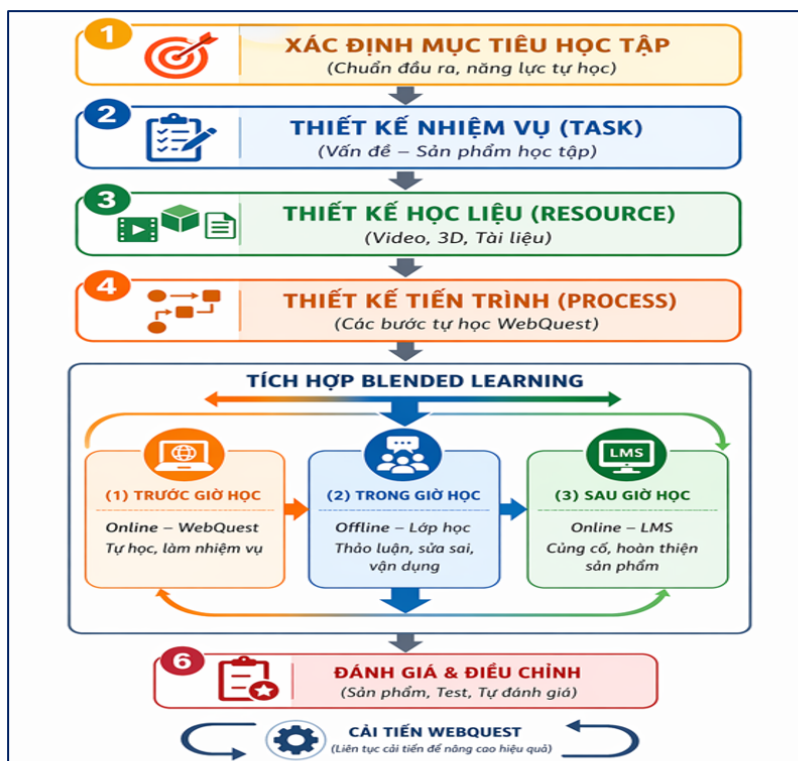 1
XÁC ĐỊNH MỤC TIÊU HỌC TẬP
(Chuẩn đầu ra, năng lực tự học)
2
THIẾT KẾ NHIỆM VỤ (TASK)
(Vấn đề – Sản phẩm học tập)
3
THIẾT KẾ HỌC LIỆU (RESOURCE)
(Video, 3D, Tài liệu)
4
THIẾT KẾ TIẾN TRÌNH (PROCESS)
(Các bước tự học WebQuest)
TÍCH HỢP BLENDED LEARNING
(1) TRƯỚC GIỜ HỌC
Online – WebQuest
Tự học, làm nhiệm vụ
(2) TRONG GIỜ HỌC
Offline – Lớp học
Thảo luận, sửa sai,
vận dụng
LMS
(3) SAU GIỜ HỌC
Online – LMS
Củng cố, hoàn thiện
sản phẩm
6
ĐÁNH GIÁ & ĐIỀU CHỈNH
(Sản phẩm, Test, Tự đánh giá)
CẢI TIẾN WEBQUEST
(Liên tục cải tiến để nâng cao hiệu quả)